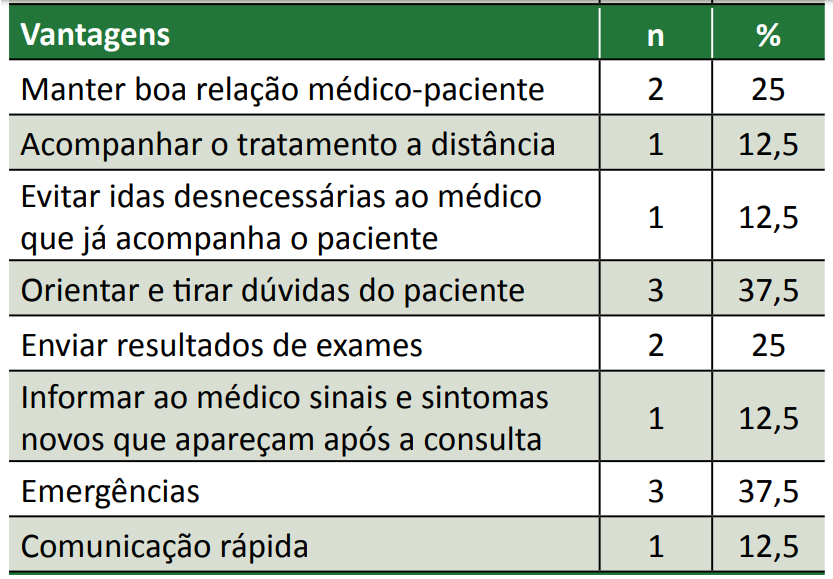 Vantagens n %
Manter boa relação médico-paciente 2 25
Acompanhar o tratamento a distância 1 12,5
Evitar idas desnecessárias ao médico
que já acompanha o paciente 1 12,5
Orientar e tirar dúvidas do paciente 3 37,5
Enviar resultados de exames 2 25
Informar ao médico sinais e sintomas
novos que apareçam após a consulta 1 12,5
Emergências 3 37,5
Comunicação rápida 1 12,5